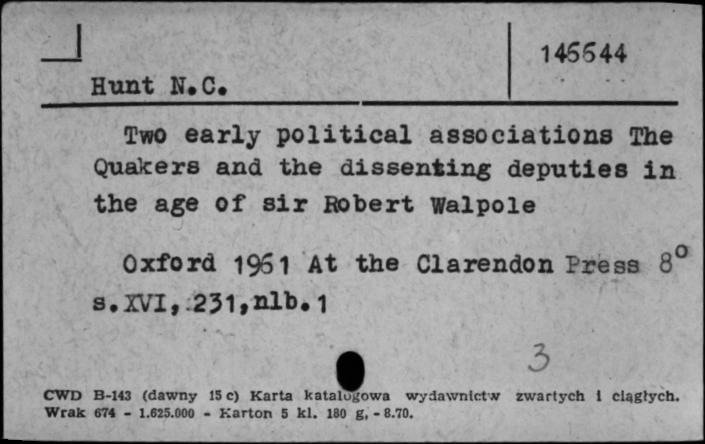 146644
Hunt N.C.
Two early political associations The
Quakers and the dissenting deputies in
the age of sir Robert Walpole
Oxford 1961 At the Clarendon Press 8°
s.XVI, 231, nlb. 1
3
CWD B-143 (dawny 15 c) Karta katalogowa wydawnictw zwartych i ciągłych.
Wrak 674 - 1.625.000 - Karton 5 kl. 180 g, - 8.70.